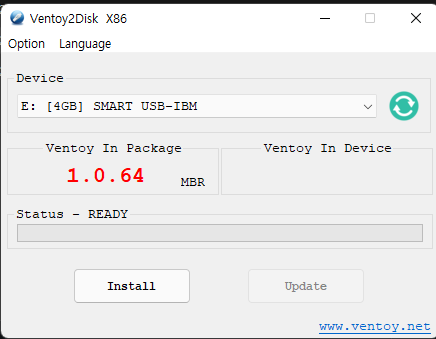 Ventoy2Disk X86
Option Language
Device
E: [4GB] SMART USB-IBM
Ventoy In Package
Ventoy In Device
1.0.64
MBR
Status - READY
Install
Update
www.ventoy.net